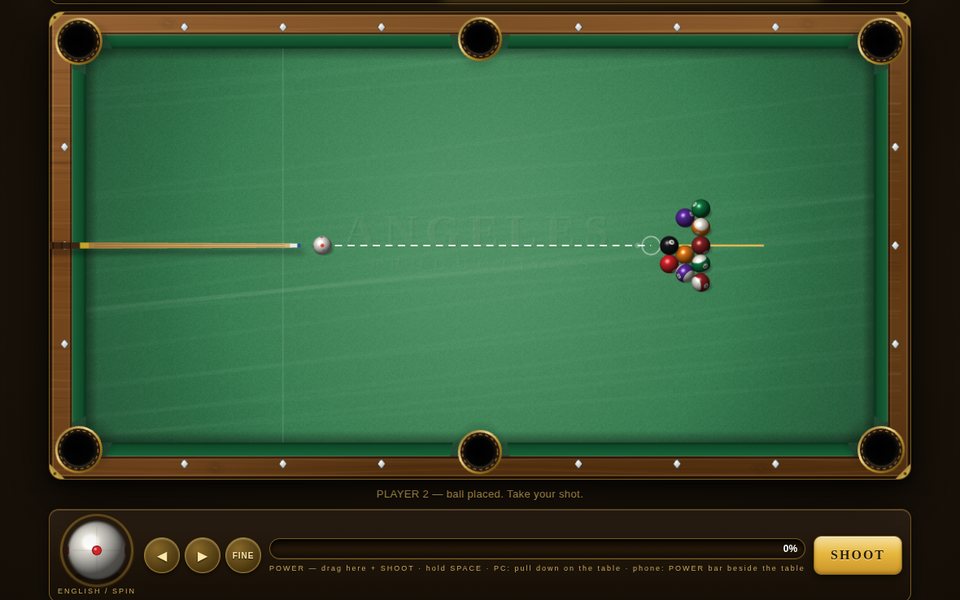 ANGELES
PLAYER 2 — ball placed. Take your shot.
◀ ▶ FINE
0%
SHOOT
POWER — drag here + SHOOT · hold SPACE · PC: pull down on the table · phone: POWER bar beside the table
ENGLISH / SPIN